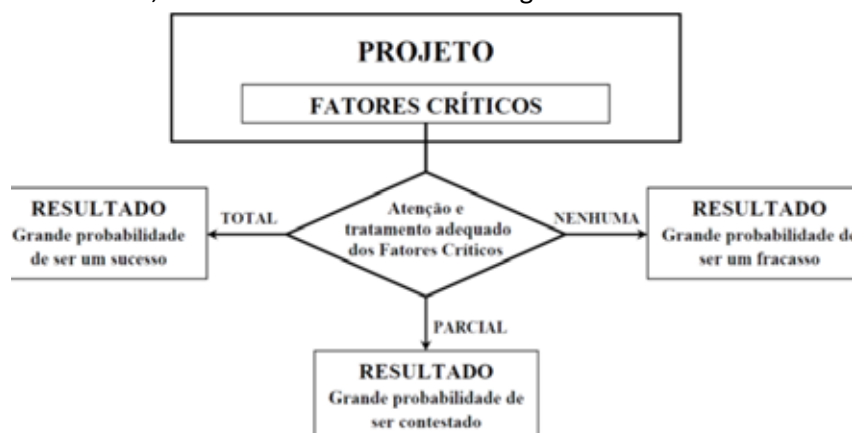 PROJETO
FATORES CRÍTICOS
RESULTADO
Grande probabilidade
de ser um sucesso
TOTAL
Atenção e
tratamento adequado
dos Fatores Críticos
NENHUMA
RESULTADO
Grande probabilidade de
ser um fracasso
PARCIAL
RESULTADO
Grande probabilidade de
ser contestado